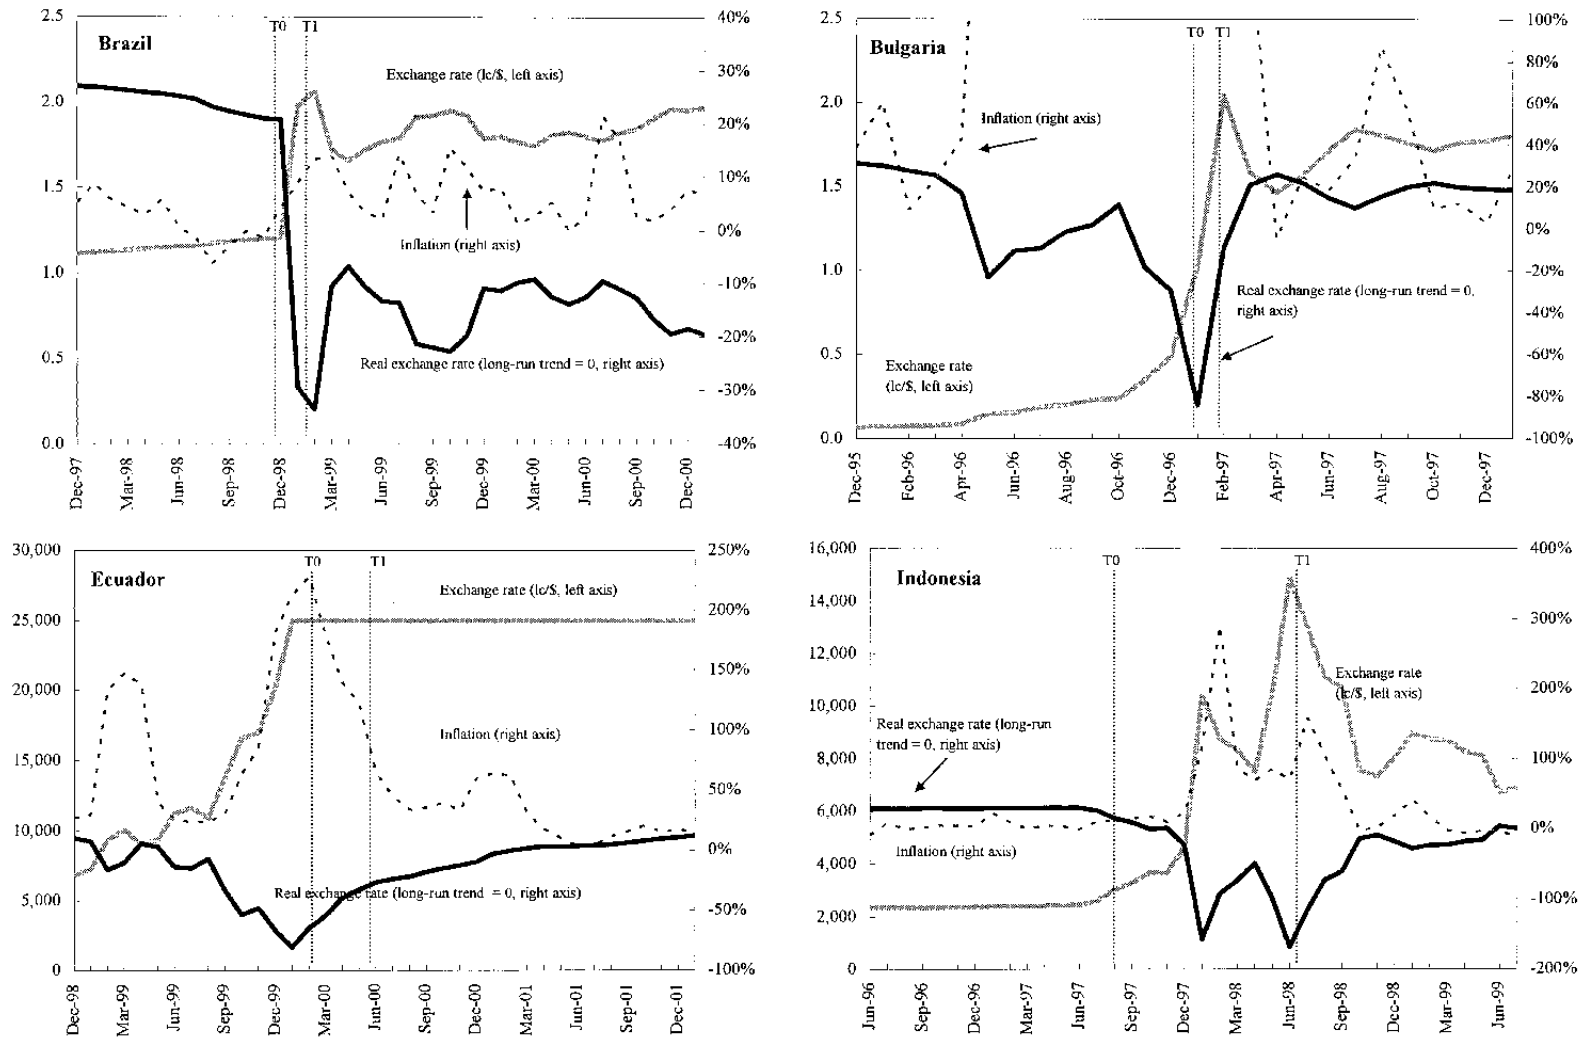 Brazil
T0 T1
2.5
2.0
1.5
1.0
0.5
0.0
40%
30%
20%
10%
0%
-10%
-20%
-30%
-40%
Exchange rate (lc/$, left axis)
Inflation (right axis)
Real exchange rate (long-run trend = 0, right axis)
Dec-97
Mar-98
Jun-98
Sep-98
Dec-98
Mar-99
Jun-99
Sep-99
Dec-99
Mar-00
Jun-00
Sep-00
Dec-00
Bulgaria
T0 T1
2.5
2.0
1.5
1.0
0.5
0.0
100%
80%
60%
40%
20%
0%
-20%
-40%
-60%
-80%
-100%
Inflation (right axis)
Real exchange rate (long-run trend = 0,
right axis)
Exchange rate
(lc/$, left axis)
Dec-95
Feb-96
Apr-96
Jun-96
Aug-96
Oct-96
Dec-96
Feb-97
Apr-97
Jun-97
Aug-97
Oct-97
Dec-97
Ecuador
T0 T1
30,000
25,000
20,000
15,000
10,000
5,000
0
250%
200%
150%
100%
50%
0%
-50%
-100%
Exchange rate (lc/$, left axis)
Inflation (right axis)
Real exchange rate (long-run trend = 0, right axis)
Dec-98
Mar-99
Jun-99
Sep-99
Dec-99
Mar-00
Jun-00
Sep-00
Dec-00
Mar-01
Jun-01
Sep-01
Dec-01
Indonesia
T0 T1
16,000
14,000
12,000
10,000
8,000
6,000
4,000
2,000
0
400%
300%
200%
100%
0%
-100%
-200%
Exchange rate
(lc/$, left axis)
Real exchange rate (long-run
trend = 0, right axis)
Inflation (right axis)
Jun-96
Sep-96
Dec-96
Mar-97
Jun-97
Sep-97
Dec-97
Mar-98
Jun-98
Sep-98
Dec-98
Mar-99
Jun-99